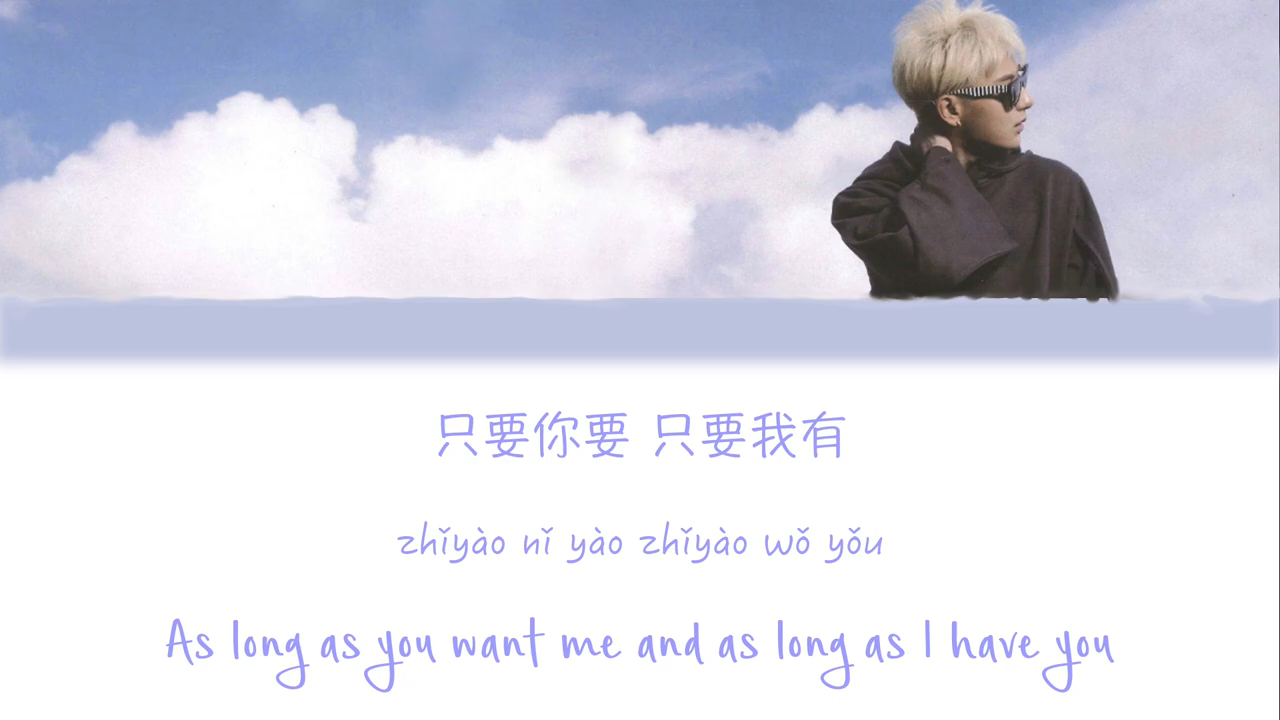 只要你要 只要我有
zhǐyào nǐ yào zhǐyào wǒ yǒu
As long as you want me and as long as I have you